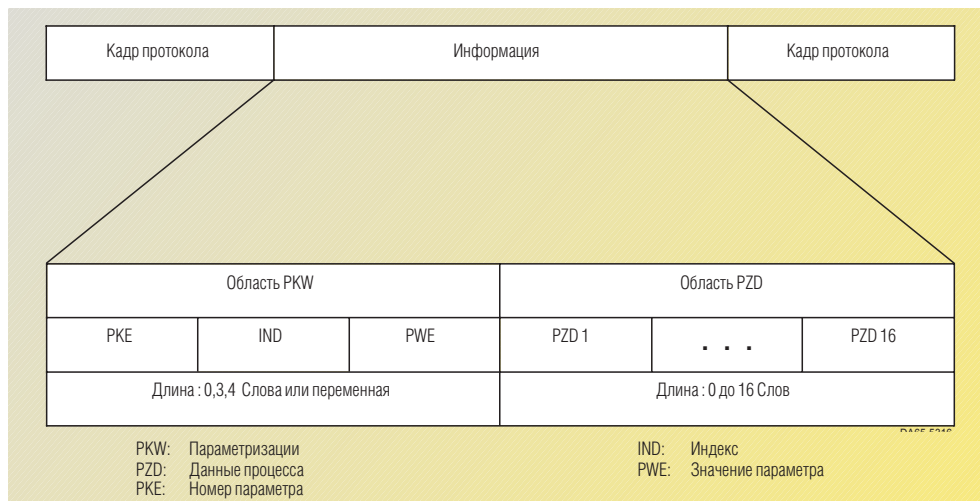 Кадр протокола Информация Кадр протокола
Область PKW Область PZD
PKE IND PWE PZD 1 . . . PZD 16
Длина : 0,3,4 Слова или переменная Длина : 0 до 16 Слов
PKW: Параметризации IND: Индекс
PZD: Данные процесса PWE: Значение параметра
PKE: Номер параметра